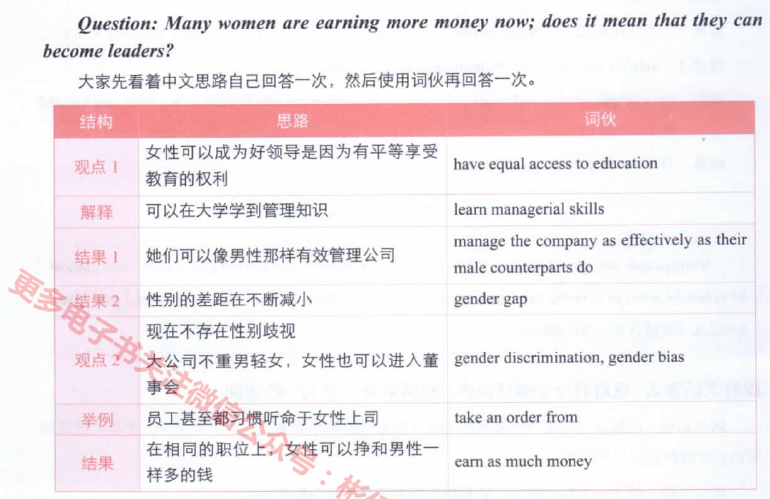 Question: Many women are earning more money now; does it mean that they can
become leaders?
大家先看着中文思路自己回答一次，然后使用词伙再回答一次。
结构 思路 词伙
观点 1 女性可以成为好领导是因为有平等享受
教育的权利 have equal access to education
解释 可以在大学学到管理知识 learn managerial skills
结果 1 她们可以像男性那样有效管理公司 manage the company as effectively as their
male counterparts do
结果 2 性别的差距在不断减小 gender gap
观点 2 现在不存在性别歧视
大公司不重男轻女，女性也可以进入董
事会 gender discrimination, gender bias
举例 员工甚至都习惯听命于女性上司 take an order from
结果 在相同的职位上，女性可以挣和男性一
样多的钱 earn as much money
更多电子书关注微信公众号：